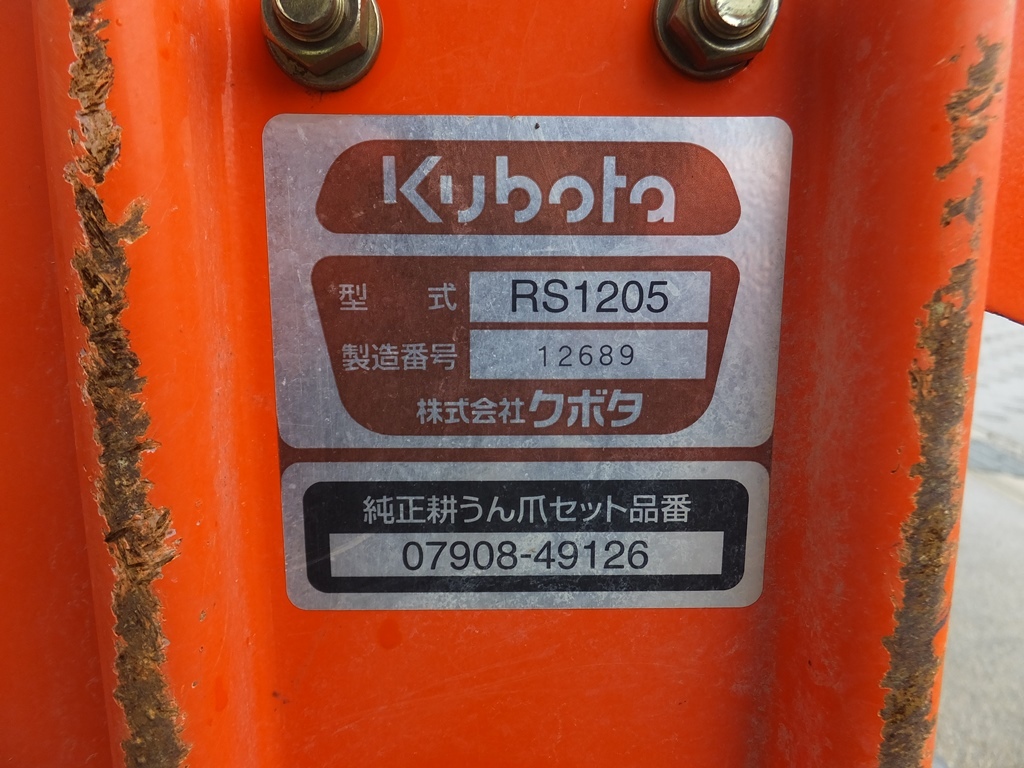 Kubota
型式 RS1205
製造番号 12689
株式会社クボタ
純正耕うん爪セット品番
07908-49126